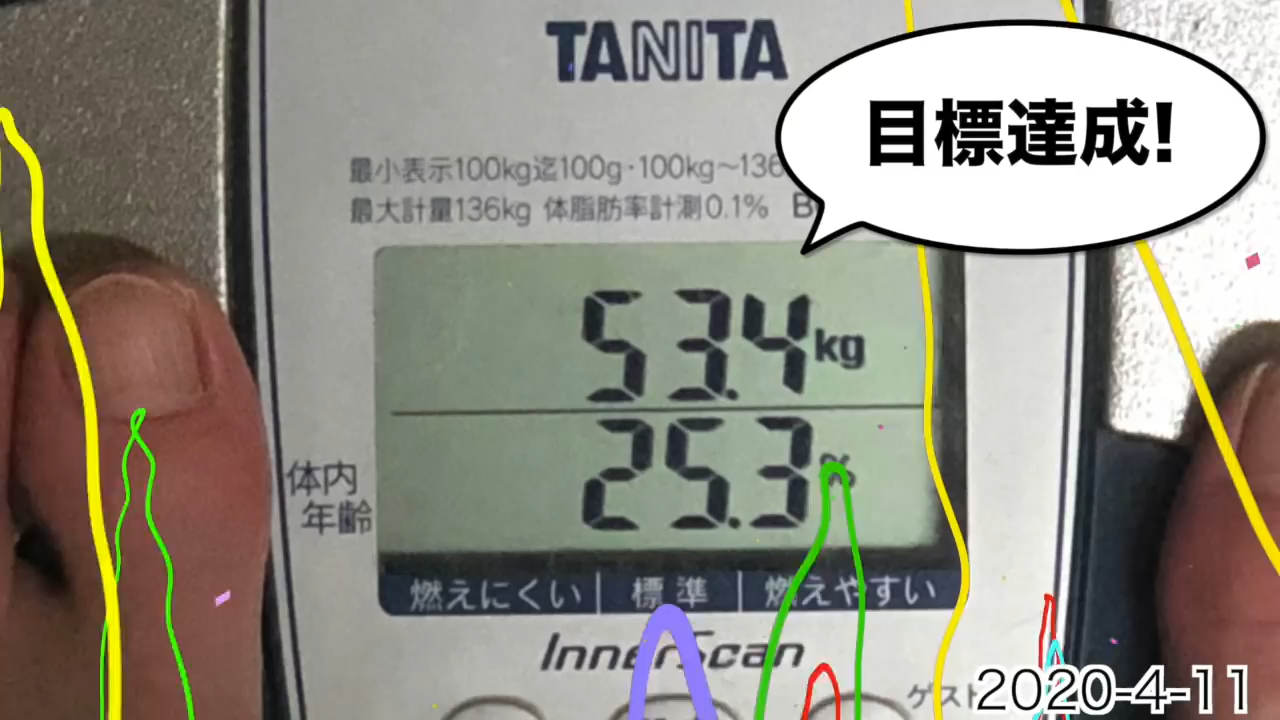 TANITA
目標達成!
最小表示100kg迄100g・100kg〜136
最大計量136kg 体脂肪率計測0.1% B
53.4kg
25.3%
体内
年齢
燃えにくい 標準 燃えやすい
InnerScan
ゲスト
2020-4-11